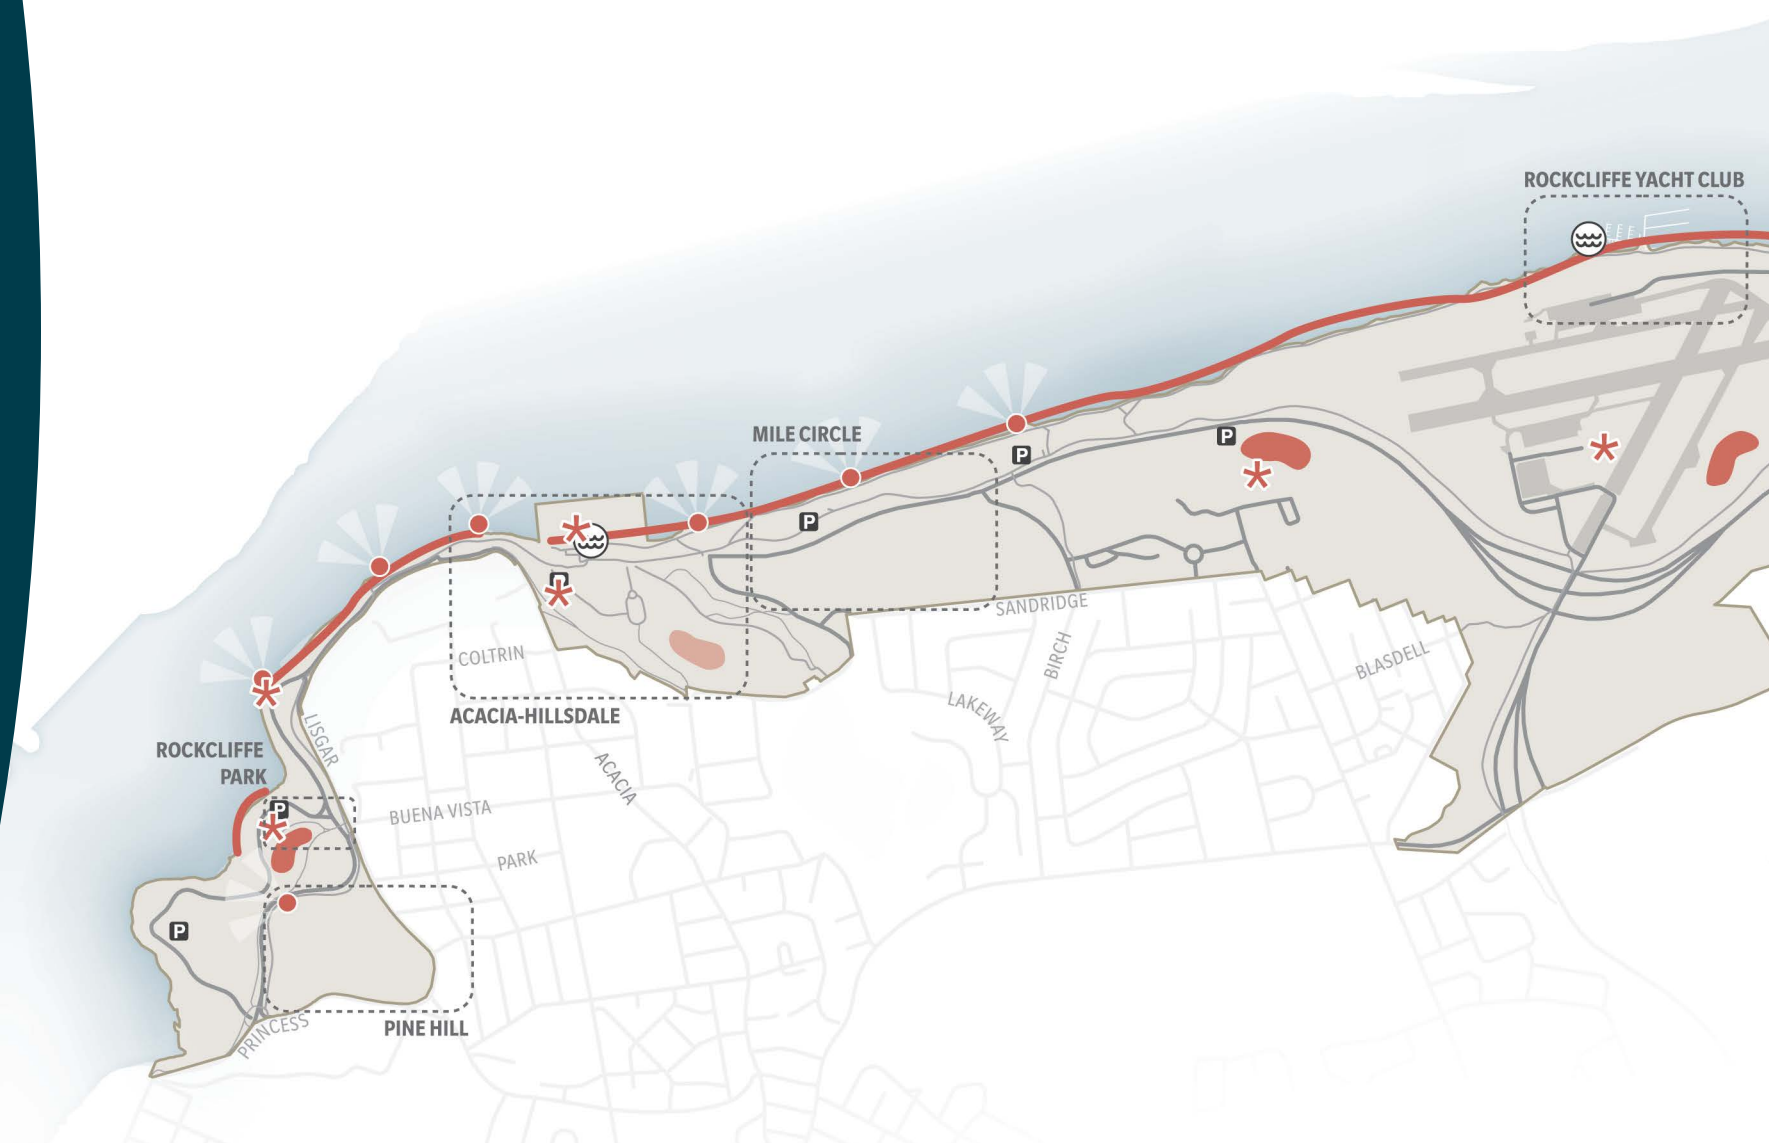 ROCKCLIFFE YACHT CLUB
MILE CIRCLE
P
P
P
P
SANDRIDGE
BIRCH
BLASDELL
COLTRIN
LAKEWAY
ACACIA-HILLSDALE
LISGAR
ROCKCLIFFE
PARK
ACACIA
P
BUENA VISTA
PARK
P
PINE HILL
PRINCESS